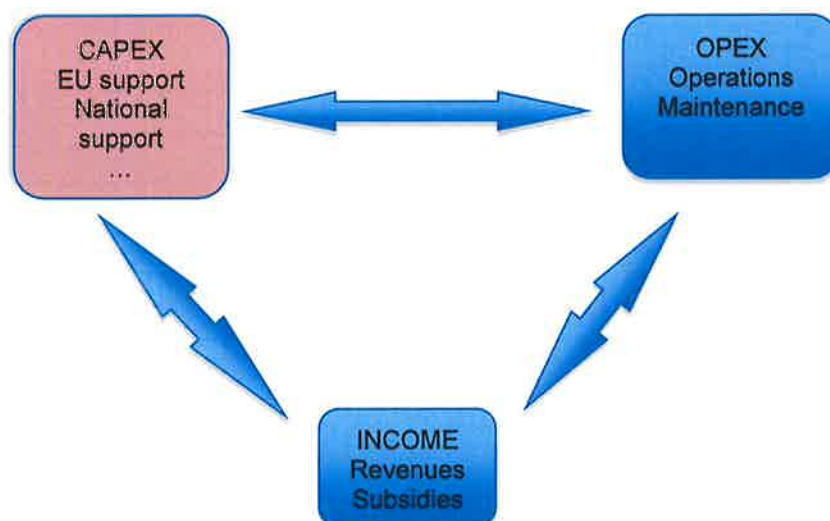 CAPEX
EU support
National
support
...
OPEX
Operations
Maintenance
INCOME
Revenues
Subsidies